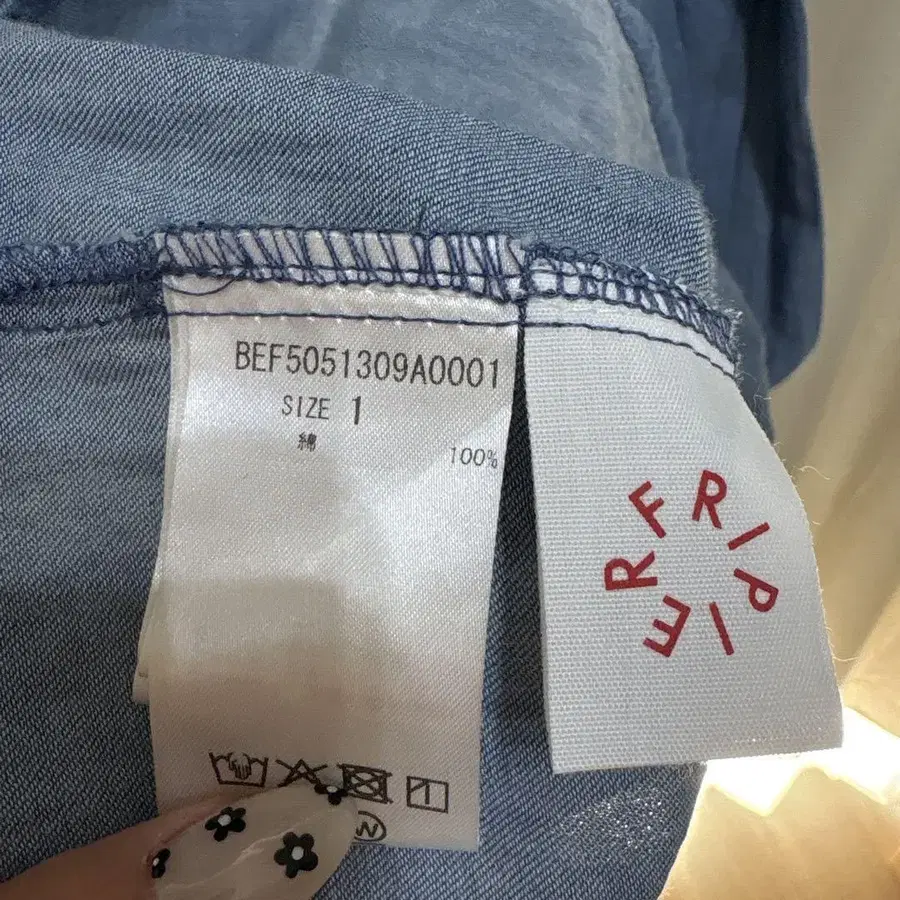 BEF5051309A0001
SIZE 1
綿 100%
W
FRIPIER